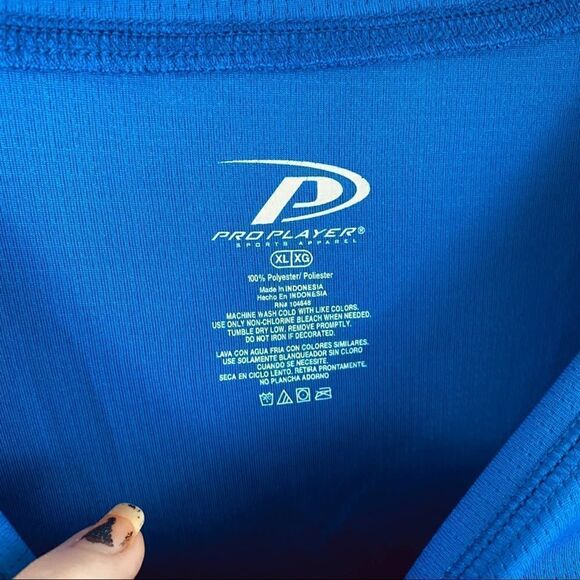 PRO PLAYER®
SPORTS APPAREL
XL XG
100% Polyester/ Poliester
Made In INDONESIA
Hecho En INDONESIA
RN# 104648
MACHINE WASH COLD WITH LIKE COLORS.
USE ONLY NON-CHLORINE BLEACH WHEN NEEDED.
TUMBLE DRY LOW. REMOVE PROMPTLY.
DO NOT IRON IF DECORATED.
LAVA CON AGUA FRIA CON COLORES SIMILARES.
USE SOLAMENTE BLANQUEADOR SIN CLORO
CUANDO SE NECESITE.
SECA EN CICLO LENTO. RETIRA PRONTAMENTE.
NO PLANCHA ADORNO